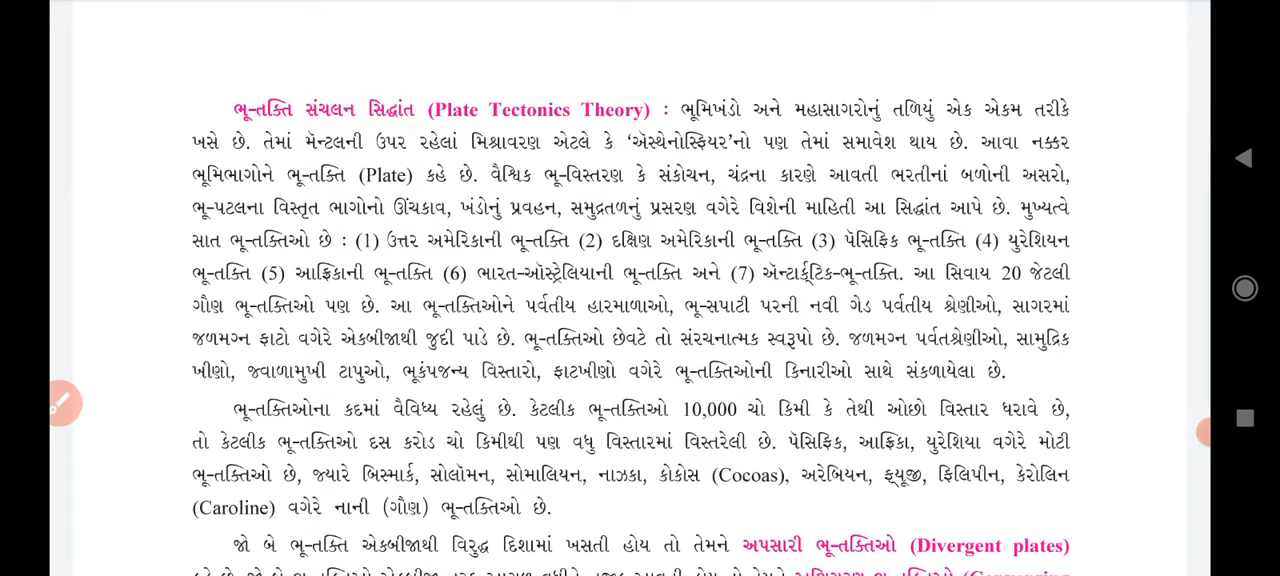 ભૂ-તક્તિ સંચલન સિદ્ધાંત (Plate Tectonics Theory) : ભૂમિખંડો અને મહાસાગરોનું તળિયું એક એકમ તરીકે
ખસે છે. તેમાં મૅન્ટલની ઉપર રહેલાં મિશ્રાવરણ એટલે કે ‘ઍસ્થેનોસ્ફિયર’નો પણ તેમાં સમાવેશ થાય છે. આવા નક્કર
ભૂમિભાગોને ભૂ-તક્તિ (Plate) કહે છે. વૈશ્વિક ભૂ-વિસ્તરણ કે સંકોચન, ચંદ્રના કારણે આવતી ભરતીનાં બળોની અસરો,
ભૂ-પટલના વિસ્તૃત ભાગોનો ઊંચકાવ, ખંડોનું પ્રવહન, સમુદ્રતળનું પ્રસરણ વગેરે વિશેની માહિતી આ સિદ્ધાંત આપે છે. મુખ્યત્વે
સાત ભૂ-તક્તિઓ છે : (1) ઉત્તર અમેરિકાની ભૂ-તક્તિ (2) દક્ષિણ અમેરિકાની ભૂ-તક્તિ (3) પૅસિફિક ભૂ-તક્તિ (4) યુરેશિયન
ભૂ-તક્તિ (5) આફ્રિકાની ભૂ-તક્તિ (6) ભારત-ઑસ્ટ્રેલિયાની ભૂ-તક્તિ અને (7) ઍન્ટાર્ક્ટિક-ભૂ-તક્તિ. આ સિવાય 20 જેટલી
ગૌણ ભૂ-તક્તિઓ પણ છે. આ ભૂ-તક્તિઓને પર્વતીય હારમાળાઓ, ભૂ-સપાટી પરની નવી ગેડ પર્વતીય શ્રેણીઓ, સાગરમાં
જળમગ્ન ફાટો વગેરે એકબીજાથી જુદી પાડે છે. ભૂ-તક્તિઓ છેવટે તો સંરચનાત્મક સ્વરૂપો છે. જળમગ્ન પર્વતશ્રેણીઓ, સામુદ્રિક
ખીણો, જવાળામુખી ટાપુઓ, ભૂકંપજન્ય વિસ્તારો, ફાટખીણો વગેરે ભૂ-તક્તિઓની કિનારીઓ સાથે સંકળાયેલા છે.
ભૂ-તક્તિઓના કદમાં વૈવિધ્ય રહેલું છે. કેટલીક ભૂ-તક્તિઓ 10,000 ચો કિમી કે તેથી ઓછો વિસ્તાર ધરાવે છે,
તો કેટલીક ભૂ-તક્તિઓ દસ કરોડ ચો કિમીથી પણ વધુ વિસ્તારમાં વિસ્તરેલી છે. પૅસિફિક, આફ્રિકા, યુરેશિયા વગેરે મોટી
ભૂ-તક્તિઓ છે, જ્યારે બિસ્માર્ક, સોલૉમન, સોમાલિયન, નાઝકા, કોકોસ (Cocoas), અરેબિયન, ફ્યૂજી, ફિલિપીન, કેરોલિન
(Caroline) વગેરે નાની (ગૌણ) ભૂ-તક્તિઓ છે.
જો બે ભૂ-તક્તિ એકબીજાથી વિરુદ્ધ દિશામાં ખસતી હોય તો તેમને અપસારી ભૂ-તક્તિઓ (Divergent plates)